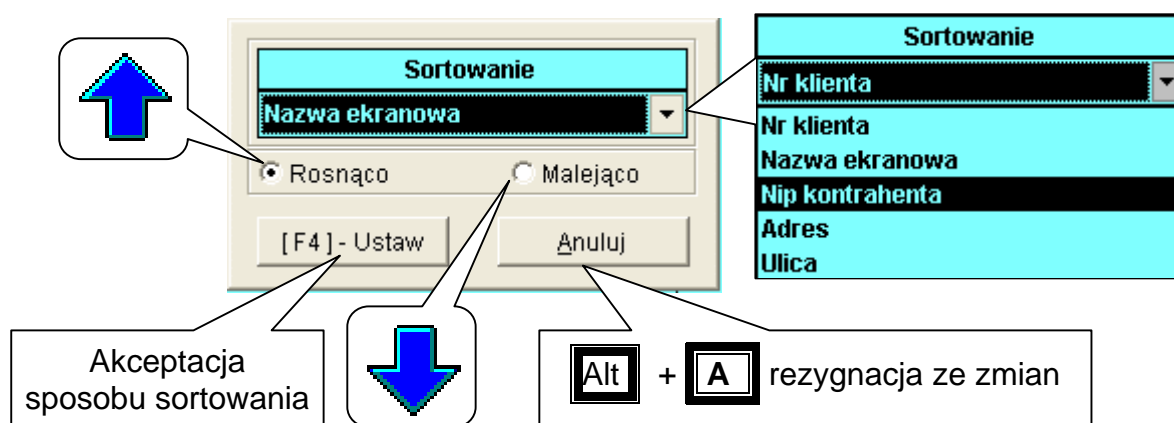 Sortowanie
Nazwa ekranowa
Rosnąco
Malejąco
[F4]- Ustaw
Anuluj
Sortowanie
Nr klienta
Nr klienta
Nazwa ekranowa
Nip kontrahenta
Adres
Ulica
Akceptacja
sposobu sortowania
Alt + A rezygnacja ze zmian